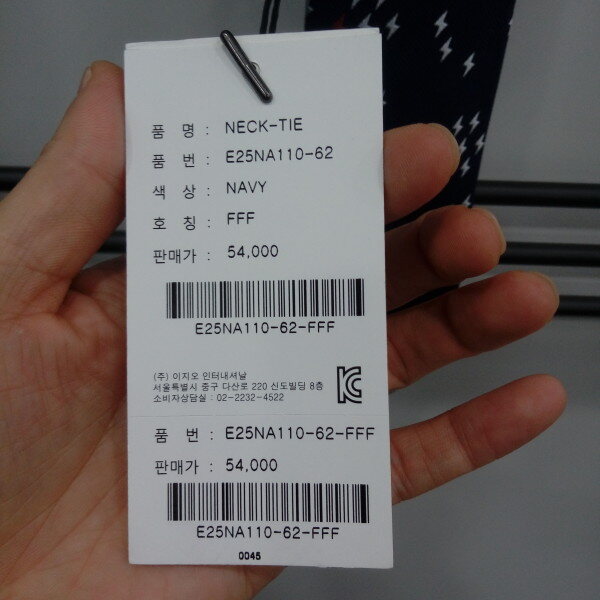 품 명 : NECK-TIE
품 번 : E25NA110-62
색 상 : NAVY
호 칭 : FFF
판매가 : 54,000
E25NA110-62-FFF
(주) 이지오 인터내셔날
서울특별시 중구 다산로 220 신도빌딩 8층
소비자상담실 : 02-2232-4522
품 번 : E25NA110-62-FFF
판매가 : 54,000
E25NA110-62-FFF
0045